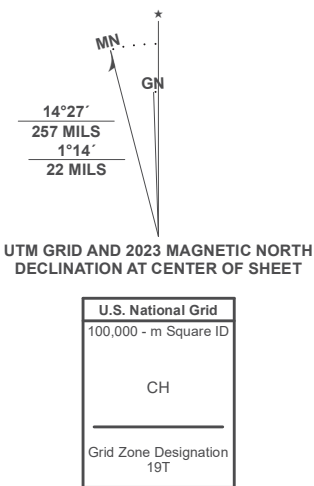 ★
MN
GN
14°27´
257 MILS
1°14´
22 MILS
UTM GRID AND 2023 MAGNETIC NORTH
DECLINATION AT CENTER OF SHEET
U.S. National Grid
100,000 - m Square ID
CH
Grid Zone Designation
19T